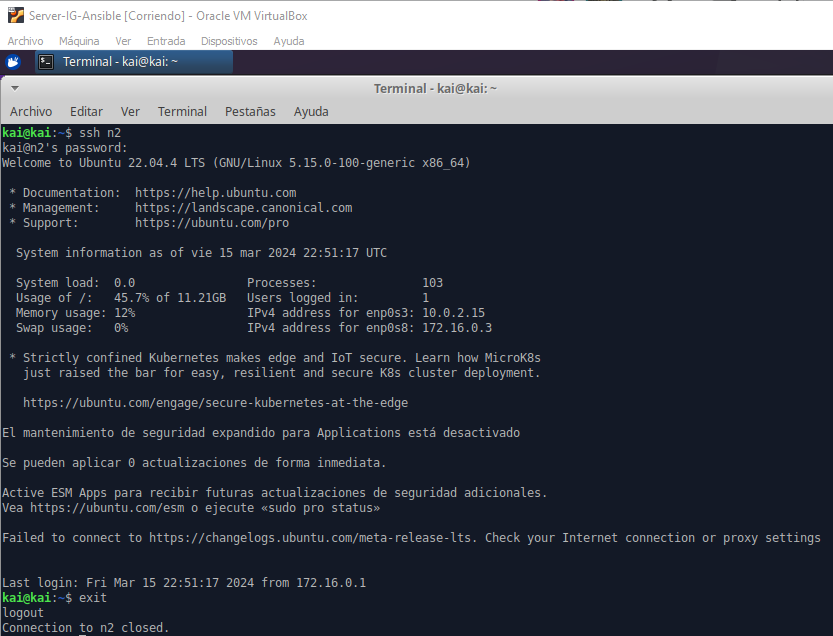 Server-IG-Ansible [Corriendo] - Oracle VM VirtualBox
Archivo Máquina Ver Entrada Dispositivos Ayuda
Terminal - kai@kai: ~
Terminal - kai@kai: ~
Archivo Editar Ver Terminal Pestañas Ayuda
kai@kai:~$ ssh n2
kai@n2's password:
Welcome to Ubuntu 22.04.4 LTS (GNU/Linux 5.15.0-100-generic x86_64)
* Documentation:  https://help.ubuntu.com
* Management:     https://landscape.canonical.com
* Support:        https://ubuntu.com/pro
System information as of vie 15 mar 2024 22:51:17 UTC
System load:  0.0                Processes:               103
Usage of /:   45.7% of 11.21GB   Users logged in:         1
Memory usage: 12%                IPv4 address for enp0s3: 10.0.2.15
Swap usage:   0%                 IPv4 address for enp0s8: 172.16.0.3
* Strictly confined Kubernetes makes edge and IoT secure. Learn how MicroK8s
just raised the bar for easy, resilient and secure K8s cluster deployment.
https://ubuntu.com/engage/secure-kubernetes-at-the-edge
El mantenimiento de seguridad expandido para Applications está desactivado
Se pueden aplicar 0 actualizaciones de forma inmediata.
Active ESM Apps para recibir futuras actualizaciones de seguridad adicionales.
Vea https://ubuntu.com/esm o ejecute «sudo pro status»
Failed to connect to https://changelogs.ubuntu.com/meta-release-lts. Check your Internet connection or proxy settings
Last login: Fri Mar 15 22:51:17 2024 from 172.16.0.1
kai@kai:~$ exit
logout
Connection to n2 closed.